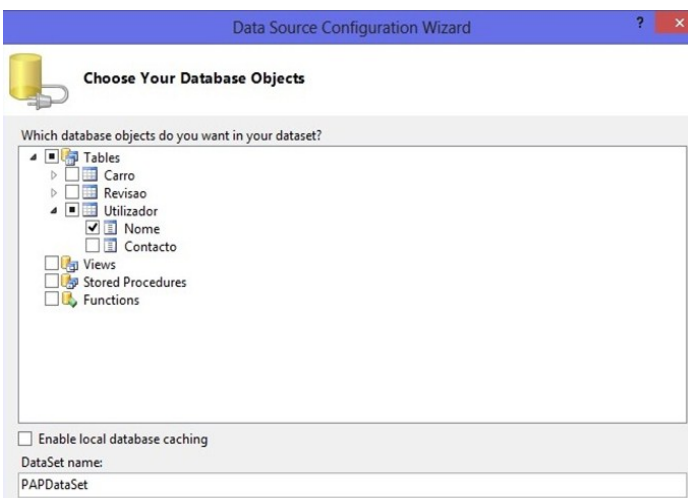 Data Source Configuration Wizard
?
×
Choose Your Database Objects
Which database objects do you want in your dataset?
Tables
Carro
Revisao
Utilizador
Nome
Contacto
Views
Stored Procedures
Functions
Enable local database caching
DataSet name:
PAPDataSet